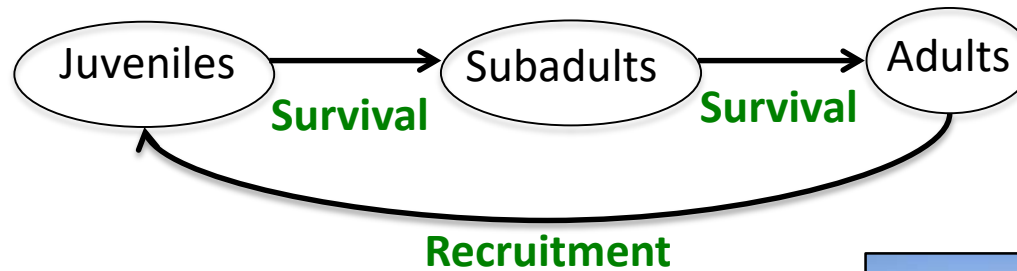 Juveniles
Subadults
Adults
Survival
Survival
Recruitment